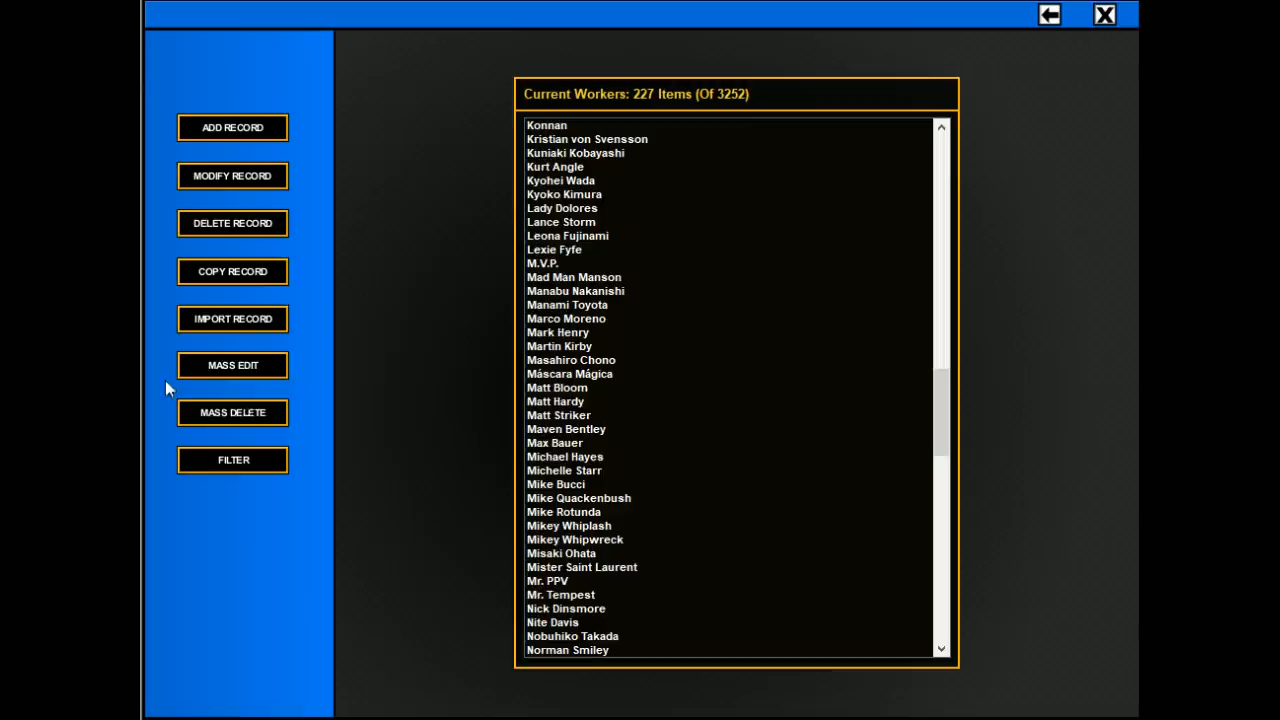 Current Workers: 227 Items (Of 3252)
ADD RECORD
MODIFY RECORD
DELETE RECORD
COPY RECORD
IMPORT RECORD
MASS EDIT
MASS DELETE
FILTER
Konnan
Kristian von Svensson
Kuniaki Kobayashi
Kurt Angle
Kyohei Wada
Kyoko Kimura
Lady Dolores
Lance Storm
Leona Fujinami
Lexie Fyfe
M.V.P.
Mad Man Manson
Manabu Nakanishi
Manami Toyota
Marco Moreno
Mark Henry
Martin Kirby
Masahiro Chono
Máscara Mágica
Matt Bloom
Matt Hardy
Matt Striker
Maven Bentley
Max Bauer
Michael Hayes
Michelle Starr
Mike Bucci
Mike Quackenbush
Mike Rotunda
Mikey Whiplash
Mikey Whipwreck
Misaki Ohata
Mister Saint Laurent
Mr. PPV
Mr. Tempest
Nick Dinsmore
Nite Davis
Nobuhiko Takada
Norman Smiley